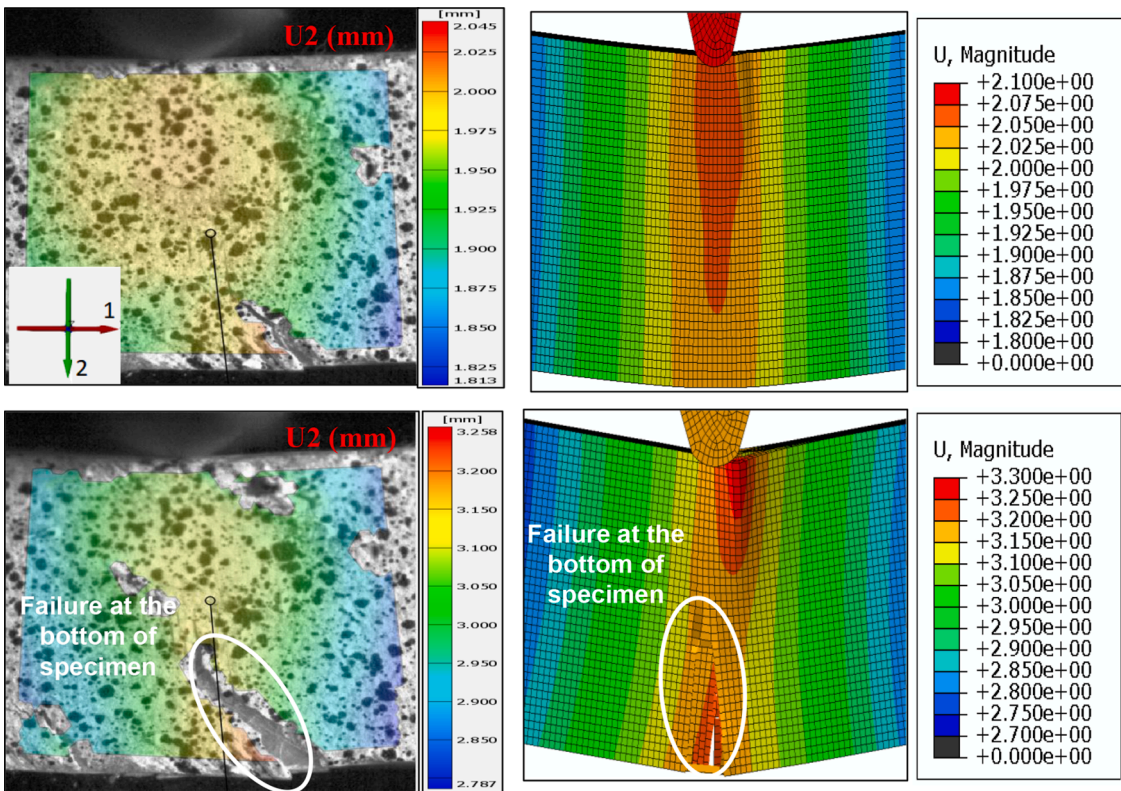 U2 (mm)
1
2
[mm]
2.045
2.025
2.000
1.975
1.950
1.925
1.900
1.875
1.850
1.825
1.813
U, Magnitude
+2.100e+00
+2.075e+00
+2.050e+00
+2.025e+00
+2.000e+00
+1.975e+00
+1.950e+00
+1.925e+00
+1.900e+00
+1.875e+00
+1.850e+00
+1.825e+00
+1.800e+00
+0.000e+00
U2 (mm)
Failure at the
bottom of
specimen
[mm]
3.258
3.200
3.150
3.100
3.050
3.000
2.950
2.900
2.850
2.787
Failure at the
bottom of
specimen
U, Magnitude
+3.300e+00
+3.250e+00
+3.200e+00
+3.150e+00
+3.100e+00
+3.050e+00
+3.000e+00
+2.950e+00
+2.900e+00
+2.850e+00
+2.800e+00
+2.750e+00
+2.700e+00
+0.000e+00